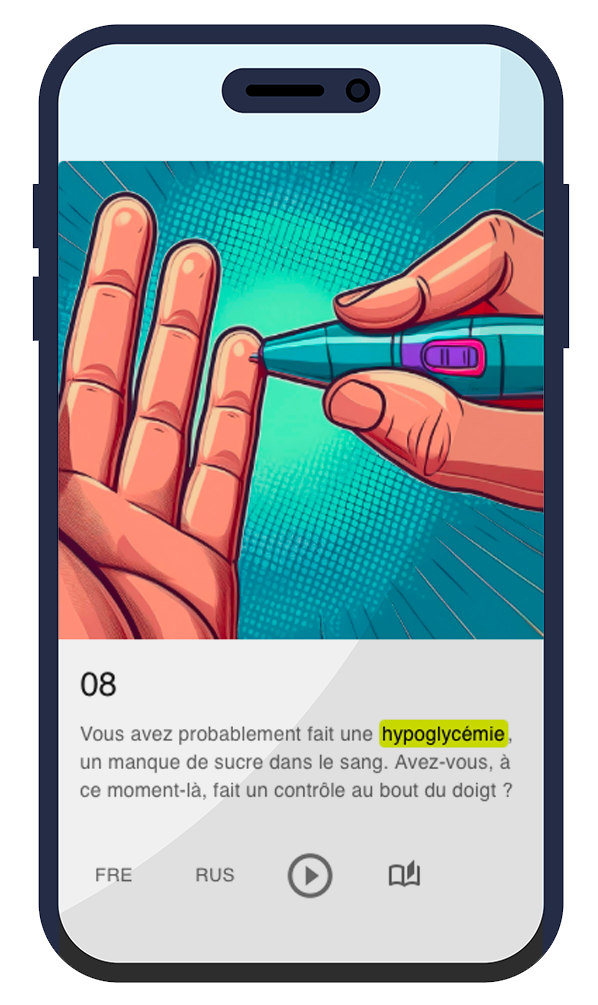 08
Vous avez probablement fait une hypoglycémie,
un manque de sucre dans le sang. Avez-vous, à
ce moment-là, fait un contrôle au bout du doigt ?
FRE RUS